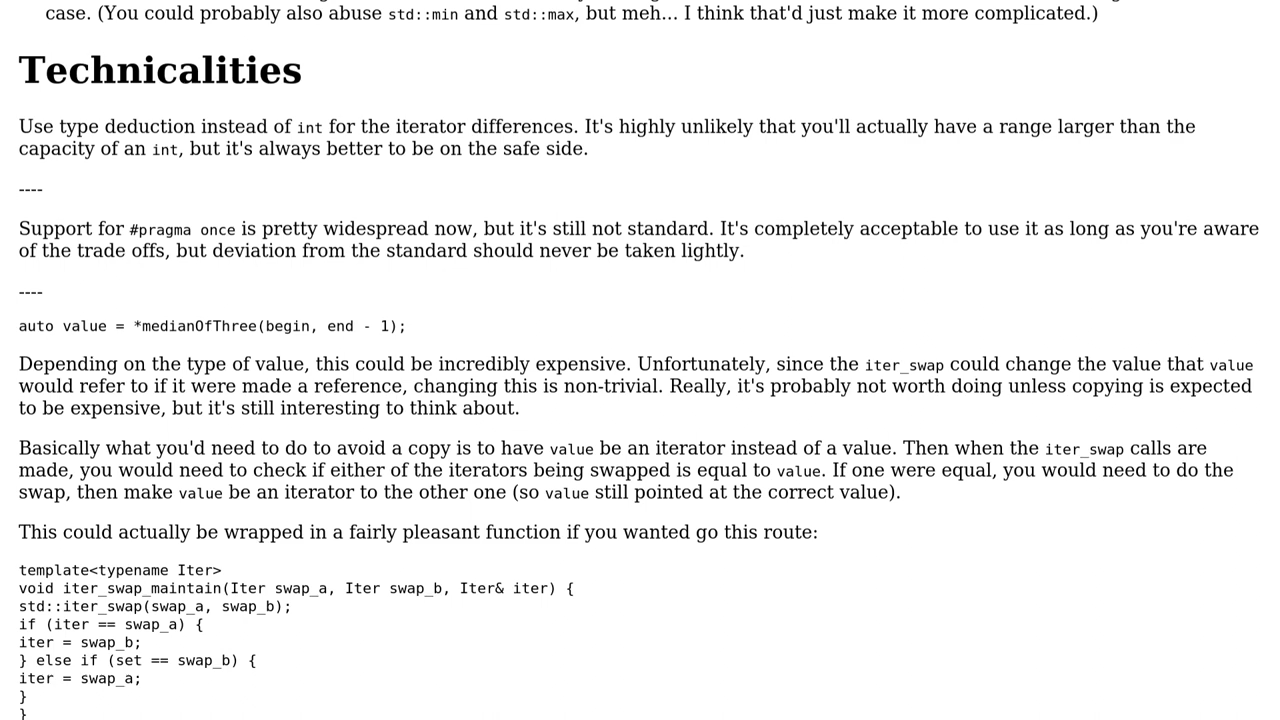 case. (You could probably also abuse std::min and std::max, but meh... I think that'd just make it more complicated.)
Technicalities
Use type deduction instead of int for the iterator differences. It's highly unlikely that you'll actually have a range larger than the
capacity of an int, but it's always better to be on the safe side.
----
Support for #pragma once is pretty widespread now, but it's still not standard. It's completely acceptable to use it as long as you're aware
of the trade offs, but deviation from the standard should never be taken lightly.
----
auto value = *medianOfThree(begin, end - 1);
Depending on the type of value, this could be incredibly expensive. Unfortunately, since the iter_swap could change the value that value
would refer to if it were made a reference, changing this is non-trivial. Really, it's probably not worth doing unless copying is expected
to be expensive, but it's still interesting to think about.
Basically what you'd need to do to avoid a copy is to have value be an iterator instead of a value. Then when the iter_swap calls are
made, you would need to check if either of the iterators being swapped is equal to value. If one were equal, you would need to do the
swap, then make value be an iterator to the other one (so value still pointed at the correct value).
This could actually be wrapped in a fairly pleasant function if you wanted go this route:
template<typename Iter>
void iter_swap_maintain(Iter swap_a, Iter swap_b, Iter& iter) {
std::iter_swap(swap_a, swap_b);
if (iter == swap_a) {
iter = swap_b;
} else if (set == swap_b) {
iter = swap_a;
}
}